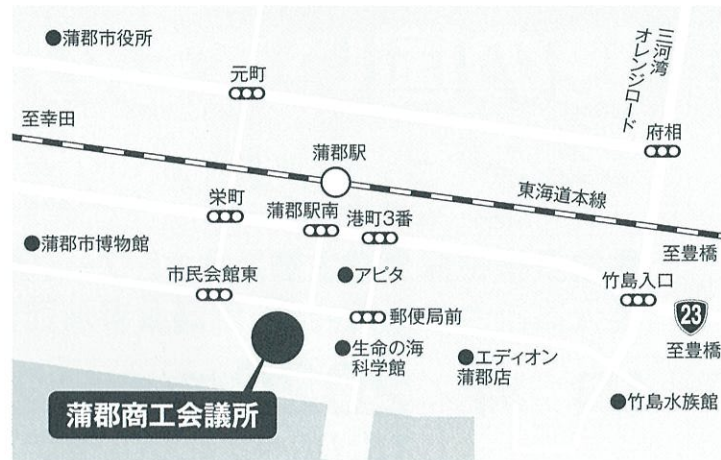 蒲郡市役所
元町
三河湾
オレンジロード
至幸田
府相
蒲郡駅
東海道本線
栄町
蒲郡駅南
港町3番
蒲郡市博物館
至豊橋
市民会館東
アピタ
竹島入口
23
郵便局前
至豊橋
生命の海
科学館
エディオン
蒲郡店
竹島水族館
蒲郡商工会議所